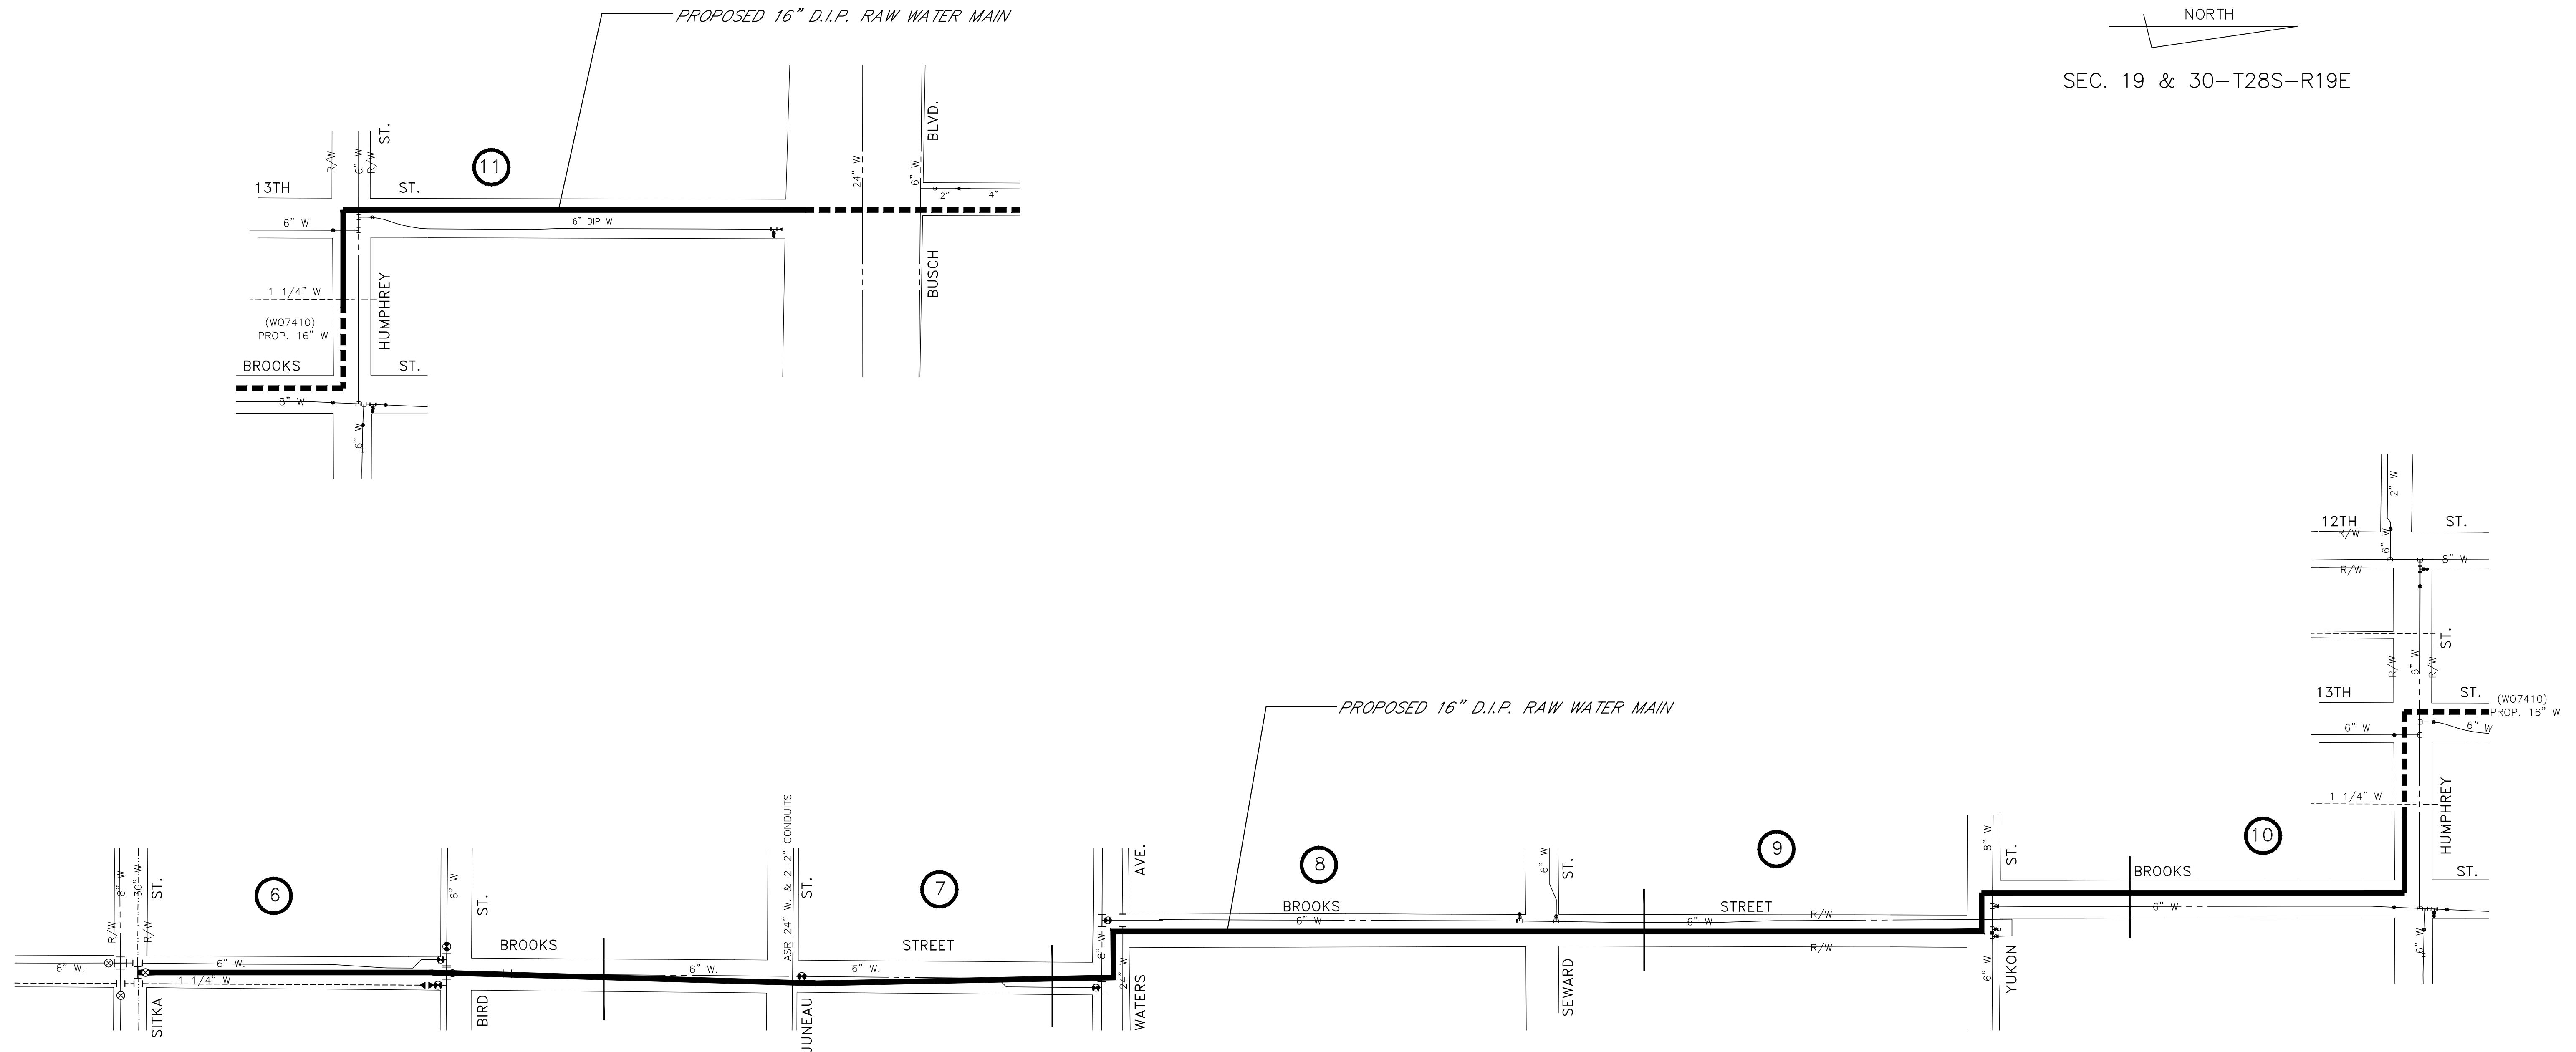 PROPOSED 16" D.I.P. RAW WATER MAIN
NORTH
SEC. 19 & 30-T28S-R19E
11
13TH
ST.
ST.
R/W
6" W
R/W
24" W
6" W
BLVD.
2"
4"
6" W
6" DIP W
1 1/4" W
(WO7410)
PROP. 16" W
HUMPHREY
BUSCH
BROOKS
ST.
8" W
6" W
2" W
12TH
ST.
R/W
6" W
8" W
R/W
ST.
R/W
6" W
R/W
13TH
ST.
(WO7410)
PROP. 16" W
6" W
6" W
PROPOSED 16" D.I.P. RAW WATER MAIN
1 1/4" W
HUMPHREY
6
7
8
9
10
8" W
30" W
ST.
R/W
R/W
6" W
ST.
ASR 24" W. & 2-2" CONDUITS
ST.
AVE.
6" W
ST.
8" W
ST.
BROOKS
ST.
BROOKS
STREET
BROOKS
STREET
6" W
6" W
R/W
R/W
6" W
6" W
6" W.
6" W.
1 1/4" W
6" W.
6" W.
8" W
24" W
6" W
SITKA
BIRD
JUNEAU
WATERS
SEWARD
YUKON